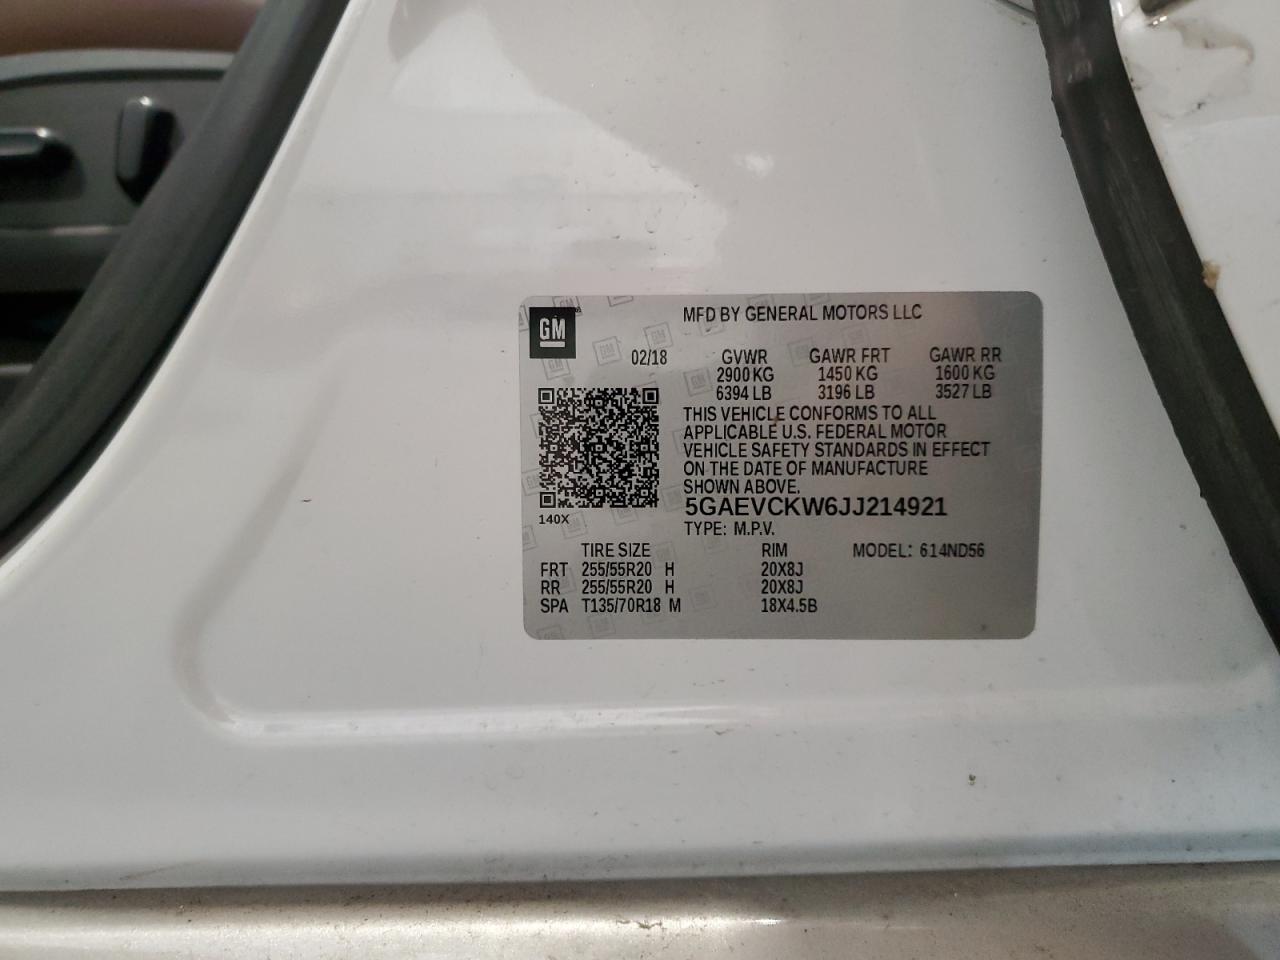 GM
MFD BY GENERAL MOTORS LLC
02/18 GVWR GAWR FRT GAWR RR
2900 KG 1450 KG 1600 KG
6394 LB 3196 LB 3527 LB
THIS VEHICLE CONFORMS TO ALL
APPLICABLE U.S. FEDERAL MOTOR
VEHICLE SAFETY STANDARDS IN EFFECT
ON THE DATE OF MANUFACTURE
SHOWN ABOVE.
5GAEVCKW6JJ214921
140X
TYPE: M.P.V.
TIRE SIZE RIM MODEL: 614ND56
FRT 255/55R20 H 20X8J
RR 255/55R20 H 20X8J
SPA T135/70R18 M 18X4.5B